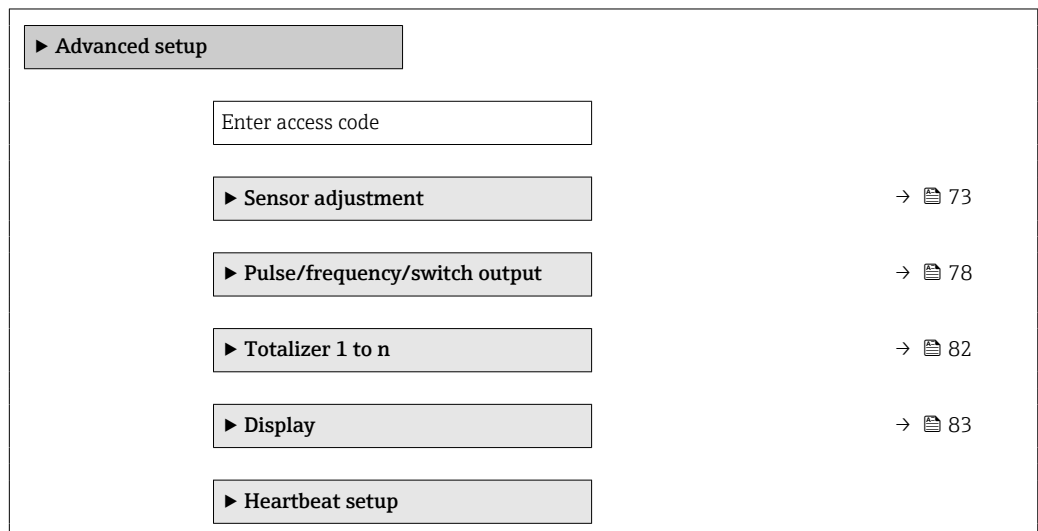 ▶ Advanced setup
Enter access code
▶ Sensor adjustment → 73
▶ Pulse/frequency/switch output → 78
▶ Totalizer 1 to n → 82
▶ Display → 83
▶ Heartbeat setup